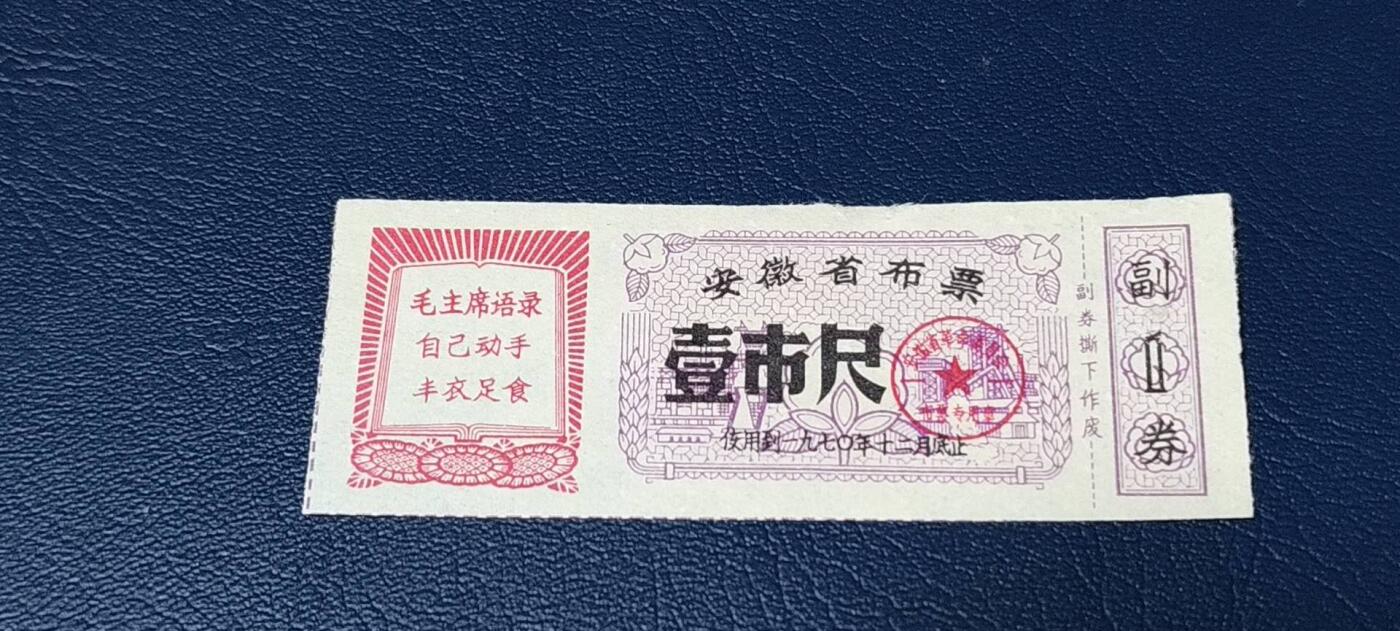 毛主席语录
自己动手
丰衣足食
安徽省布票
壹市尺
使用到一九七〇年十二月底止
副券撕下作废
副
1
券